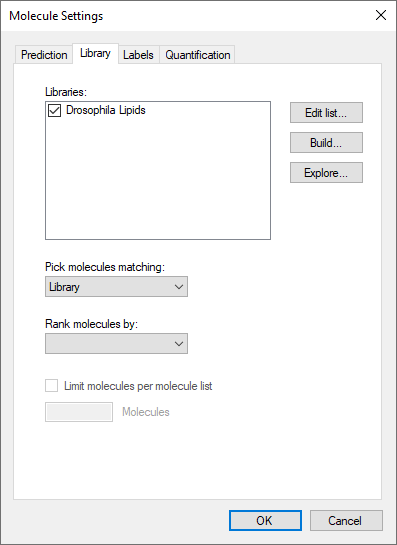 Molecule Settings
Prediction Library Labels Quantification
Libraries:
Drosophila Lipids
Edit list...
Build...
Explore...
Pick molecules matching:
Library
Rank molecules by:
Limit molecules per molecule list
Molecules
OK Cancel